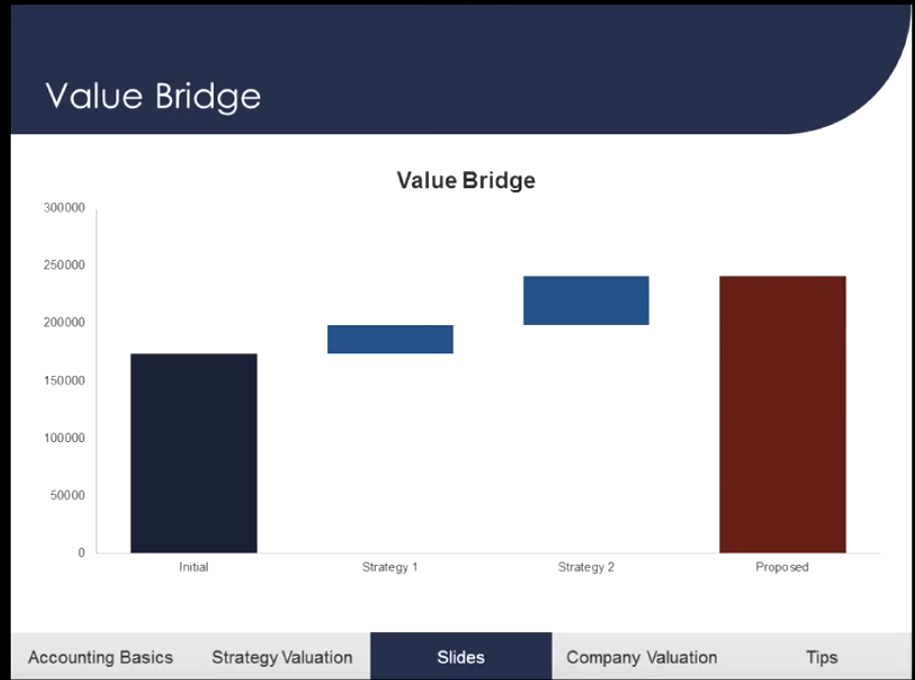 Value Bridge
Value Bridge
300000
250000
200000
150000
100000
50000
0
Initial Strategy 1 Strategy 2 Proposed
Accounting Basics Strategy Valuation Slides Company Valuation Tips